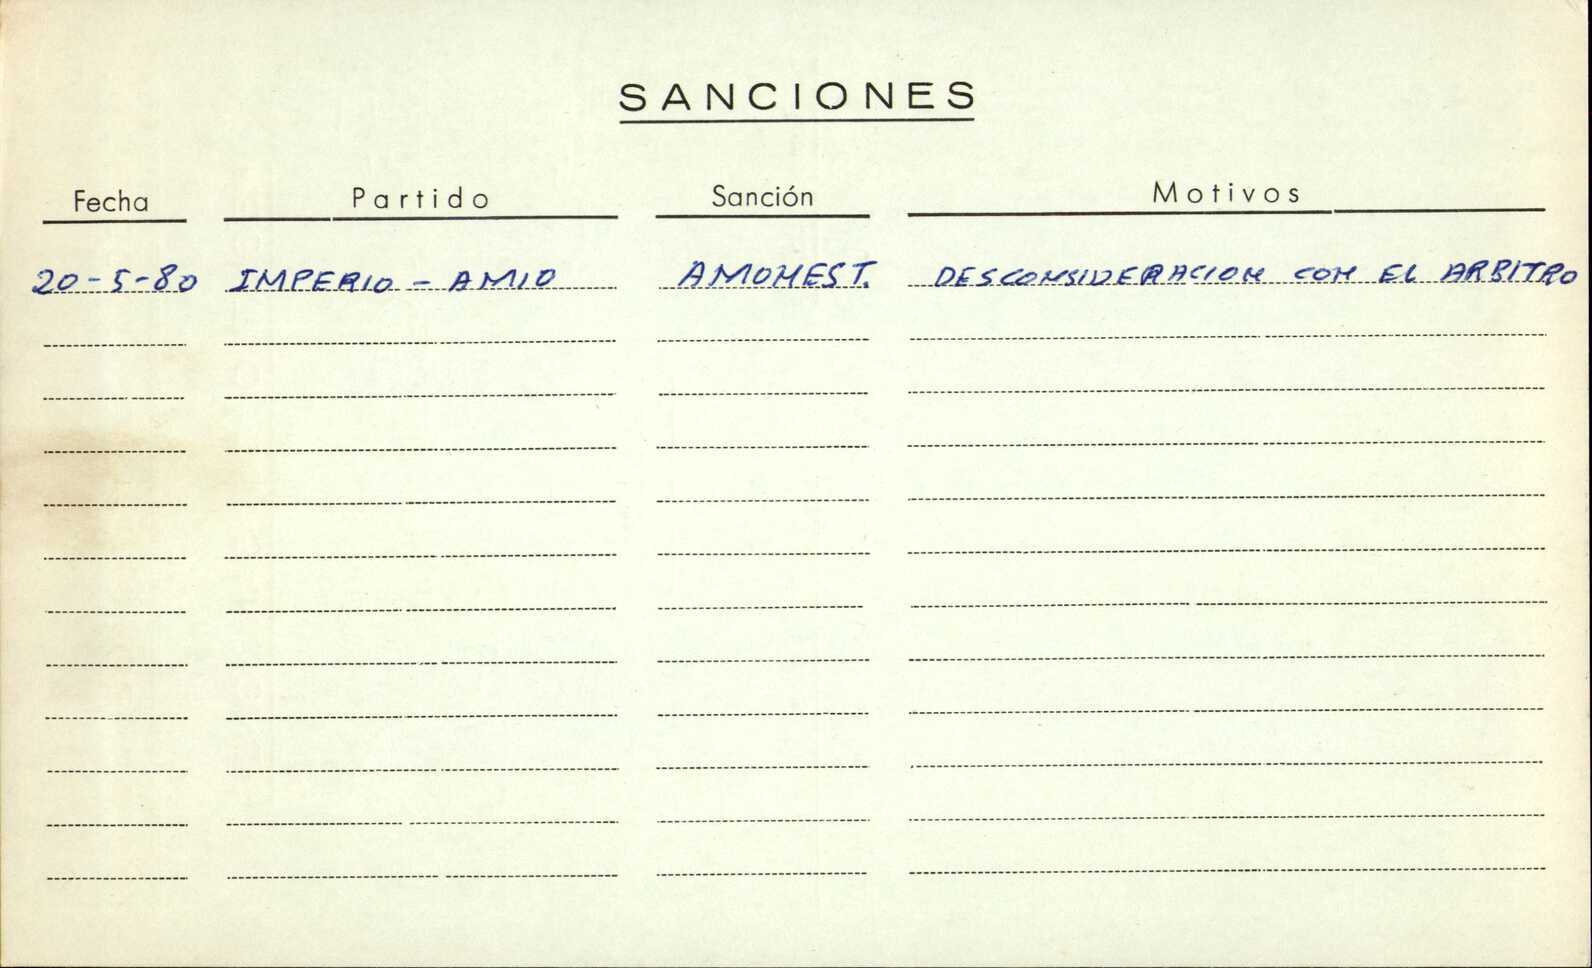 SANCIONES
Fecha Partido Sanción Motivos
20-5-80 IMPERIO - AMIO AMONEST. DESCONSIDERACION CON EL ARBITRO